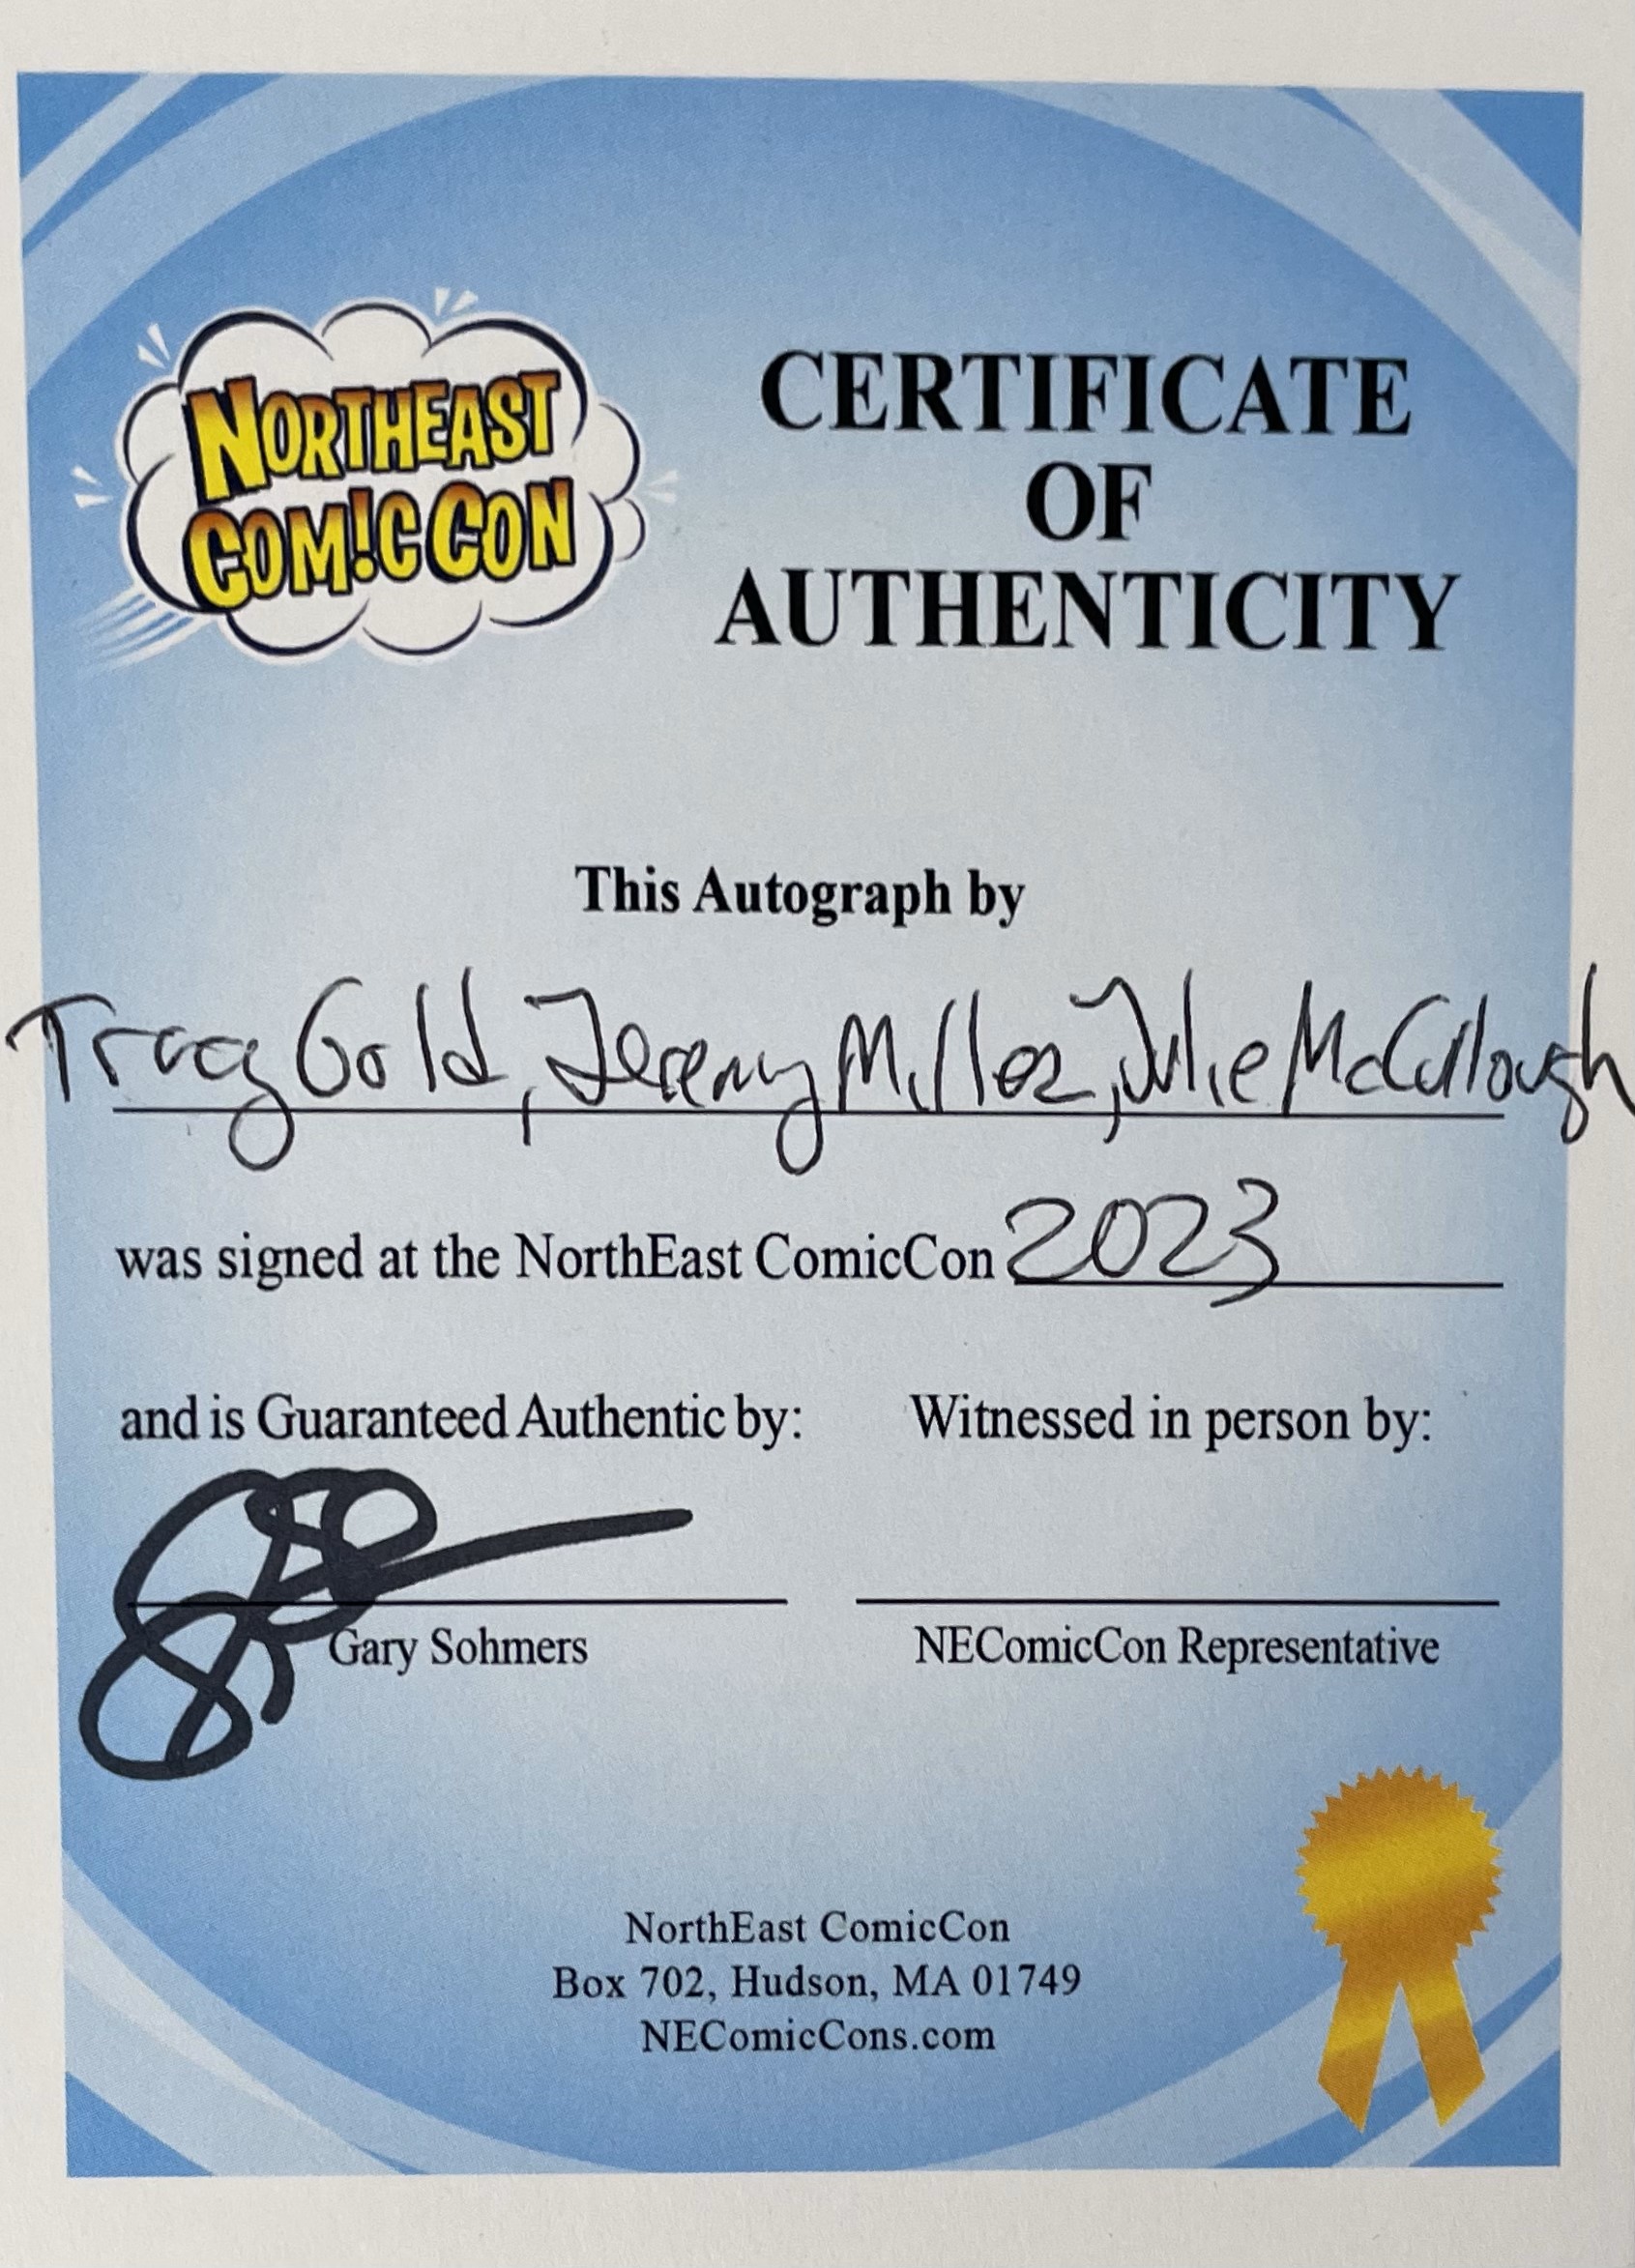 NORTHEAST
COM!C CON
CERTIFICATE
OF
AUTHENTICITY
This Autograph by
Tracy Gold, Jeremy Miller, Julie McCullough
was signed at the NorthEast ComicCon 2023
and is Guaranteed Authentic by:
Witnessed in person by:
Gary Sohmers
NEComicCon Representative
NorthEast ComicCon
Box 702, Hudson, MA 01749
NEComicCons.com